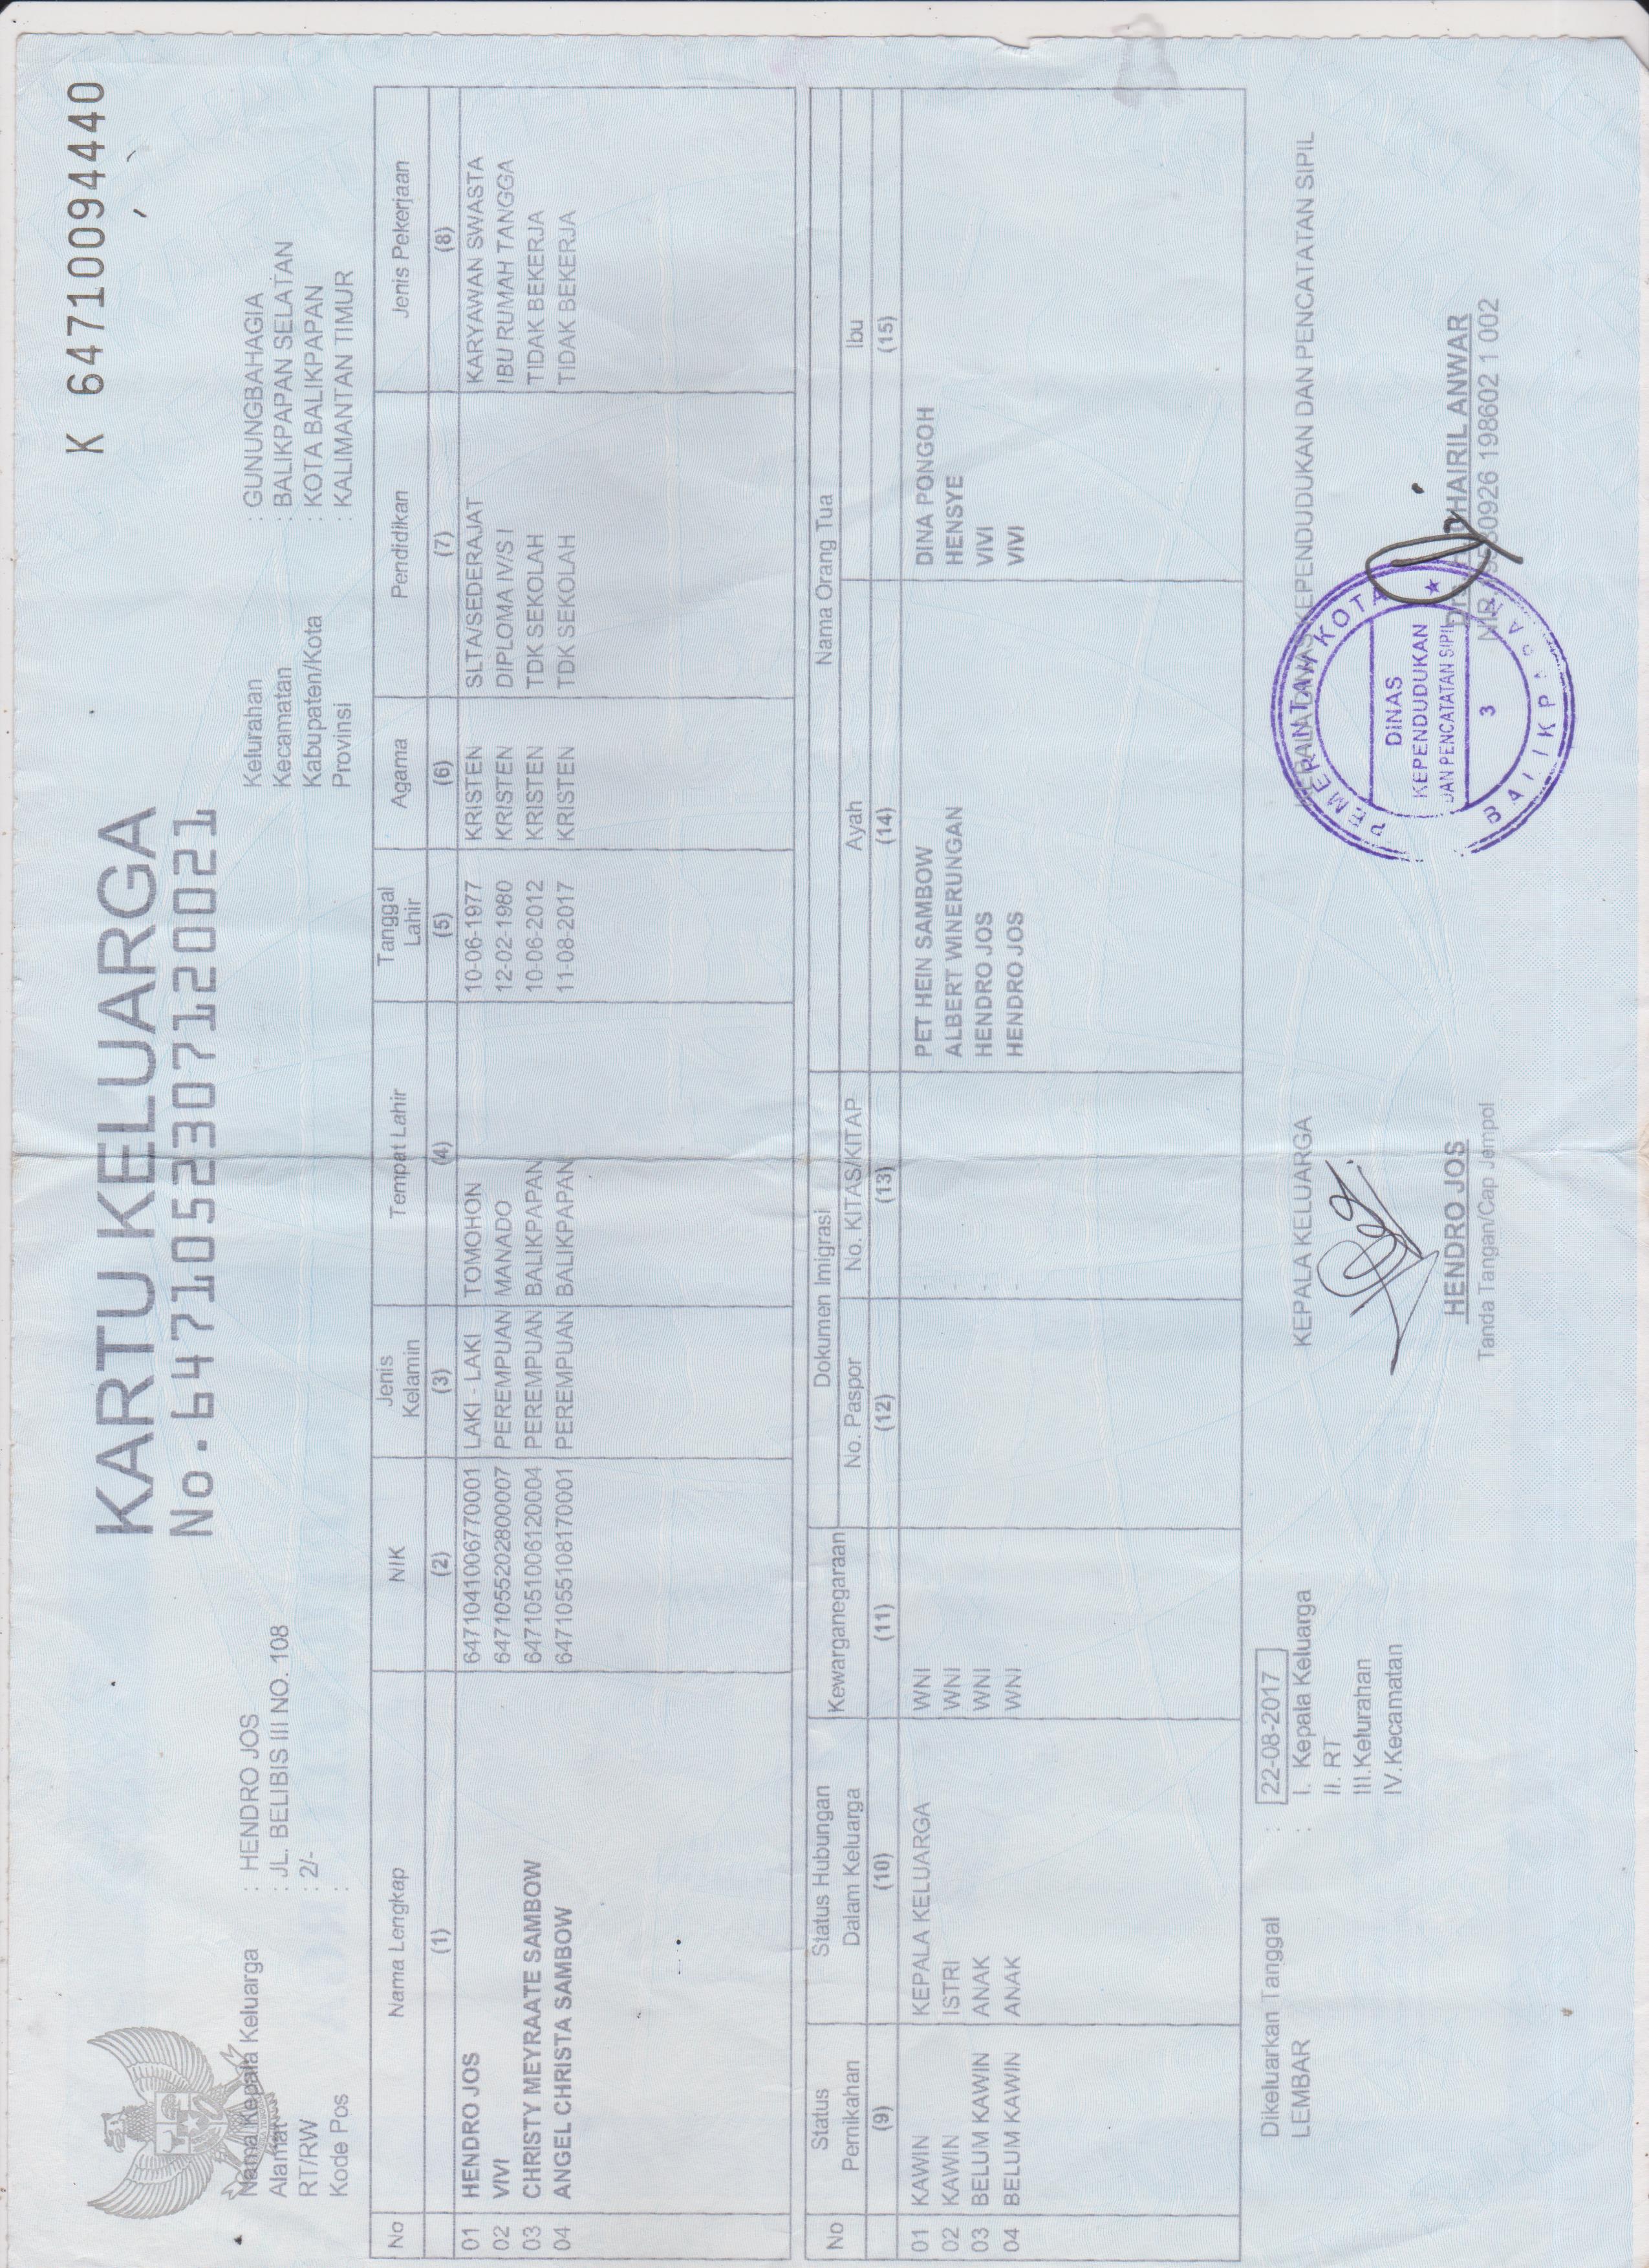 K 64710094440
KARTU KELUARGA
No.6471052307120021
Nama Kepala Keluarga : HENDRO JOS
Alamat : JL. BELIBIS III NO. 108
RT/RW : 2/-
Kode Pos :
Kelurahan : GUNUNGBAHAGIA
Kecamatan : BALIKPAPAN SELATAN
Kabupaten/Kota : KOTA BALIKPAPAN
Provinsi : KALIMANTAN TIMUR
No Nama Lengkap NIK Jenis Kelamin Tempat Lahir Tanggal Lahir Agama Pendidikan Jenis Pekerjaan
(1) (2) (3) (4) (5) (6) (7) (8)
01 HENDRO JOS 6471041006770001 LAKI - LAKI TOMOHON 10-06-1977 KRISTEN SLTA/SEDERAJAT KARYAWAN SWASTA
02 VIVI 6471055202800007 PEREMPUAN MANADO 12-02-1980 KRISTEN DIPLOMA IV/S I IBU RUMAH TANGGA
03 CHRISTY MEYRAATE SAMBOW 6471051006120004 PEREMPUAN BALIKPAPAN 10-06-2012 KRISTEN TDK SEKOLAH TIDAK BEKERJA
04 ANGEL CHRISTA SAMBOW 6471055108170001 PEREMPUAN BALIKPAPAN 11-08-2017 KRISTEN TDK SEKOLAH TIDAK BEKERJA
No Status Pernikahan Status Hubungan Dalam Keluarga Kewarganegaraan Dokumen Imigrasi Nama Orang Tua
No. Paspor No. KITAS/KITAP Ayah Ibu
(9) (10) (11) (12) (13) (14) (15)
01 KAWIN KEPALA KELUARGA WNI - PET HEIN SAMBOW DINA PONGOH
02 KAWIN ISTRI WNI - ALBERT WINERUNGAN HENSYE
03 BELUM KAWIN ANAK WNI - HENDRO JOS VIVI
04 BELUM KAWIN ANAK WNI - HENDRO JOS VIVI
Dikeluarkan Tanggal : 22-08-2017
LEMBAR : I. Kepala Keluarga
II. RT
III.Kelurahan
IV.Kecamatan
KEPALA KELUARGA
HENDRO JOS
Tanda Tangan/Cap Jempol
KEPALA DINAS KEPENDUDUKAN DAN PENCATATAN SIPIL
PEMERINTAH KOTA
DINAS
KEPENDUDUKAN
DAN PENCATATAN SIPIL
3
BALIKPAPAN
Drs. ANWAR
NIP. 198602 1 002